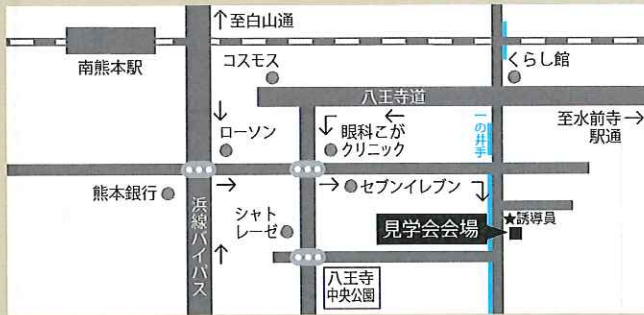 ↑至白山通
南熊本駅
コスモス
くらし館
八王寺道
至水前寺→
駅通
ローソン
眼科こが
クリニック
一の井手
熊本銀行
セブンイレブン
浜線バイパス
シャト
レーゼ
★誘導員
見学会会場
八王寺
中央公園